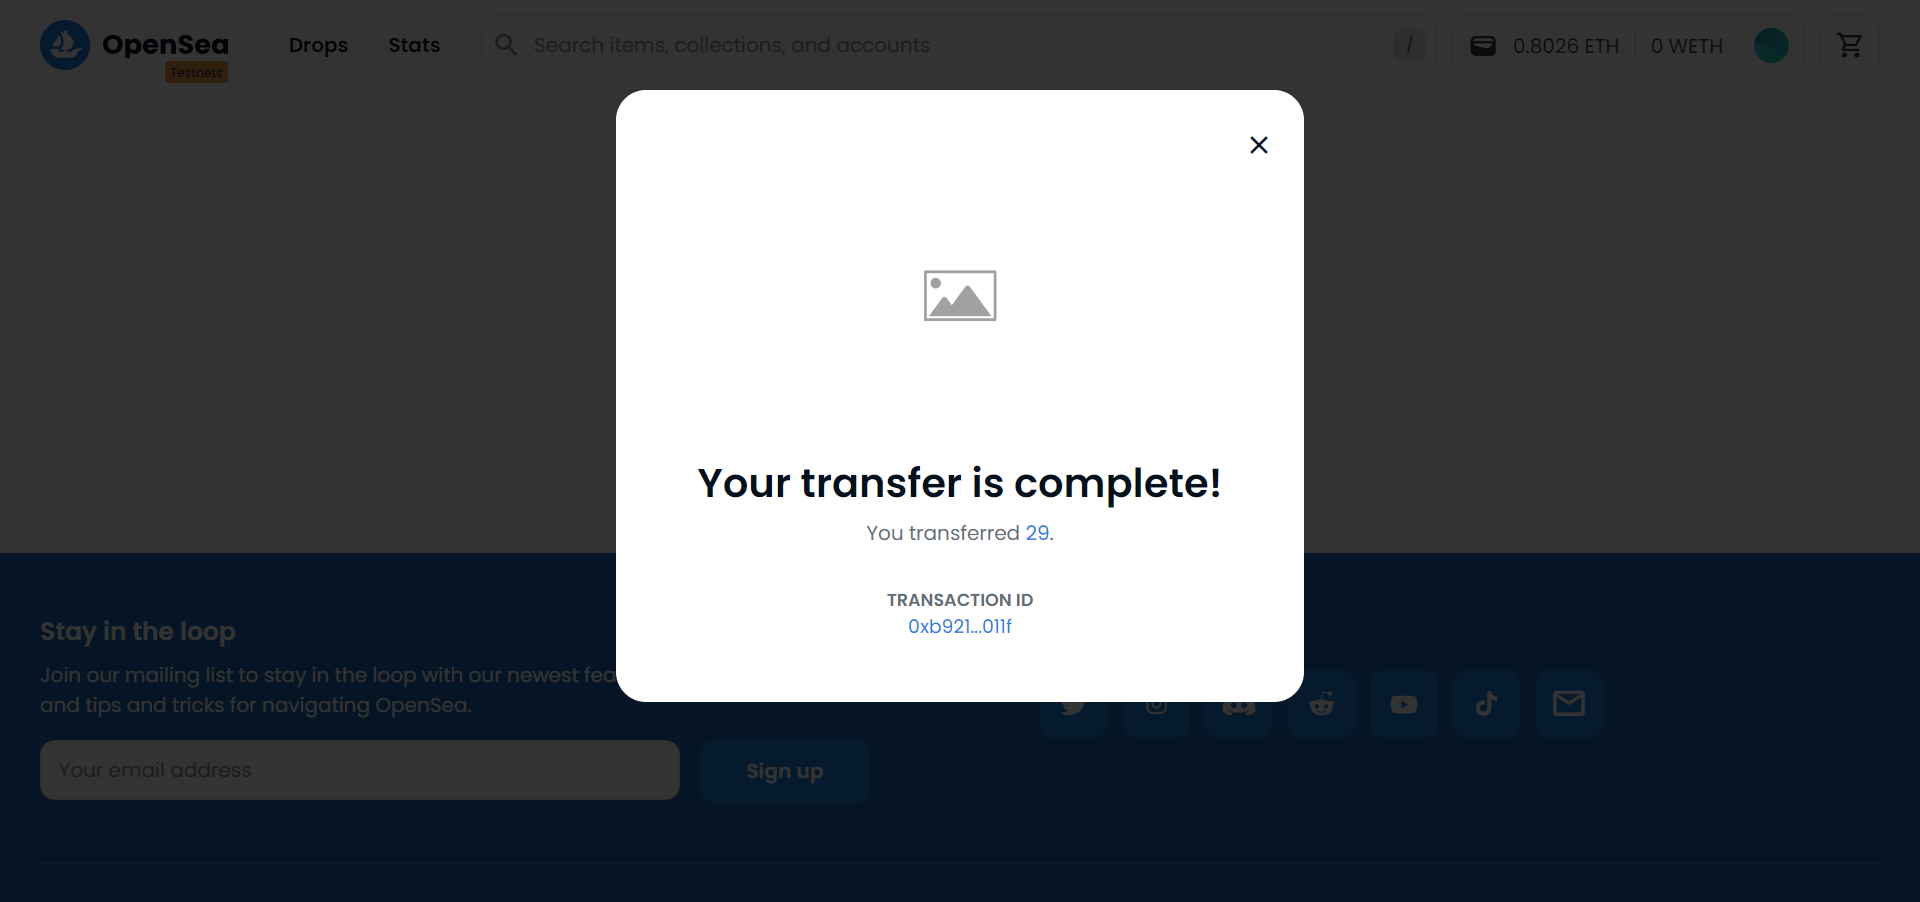 OpenSea
Testnets
Drops
Stats
Search items, collections, and accounts
/
0.8026 ETH
0 WETH
Your transfer is complete!
You transferred 29.
TRANSACTION ID
0xb921...011f
Stay in the loop
Join our mailing list to stay in the loop with our newest fea
and tips and tricks for navigating OpenSea.
Your email address
Sign up